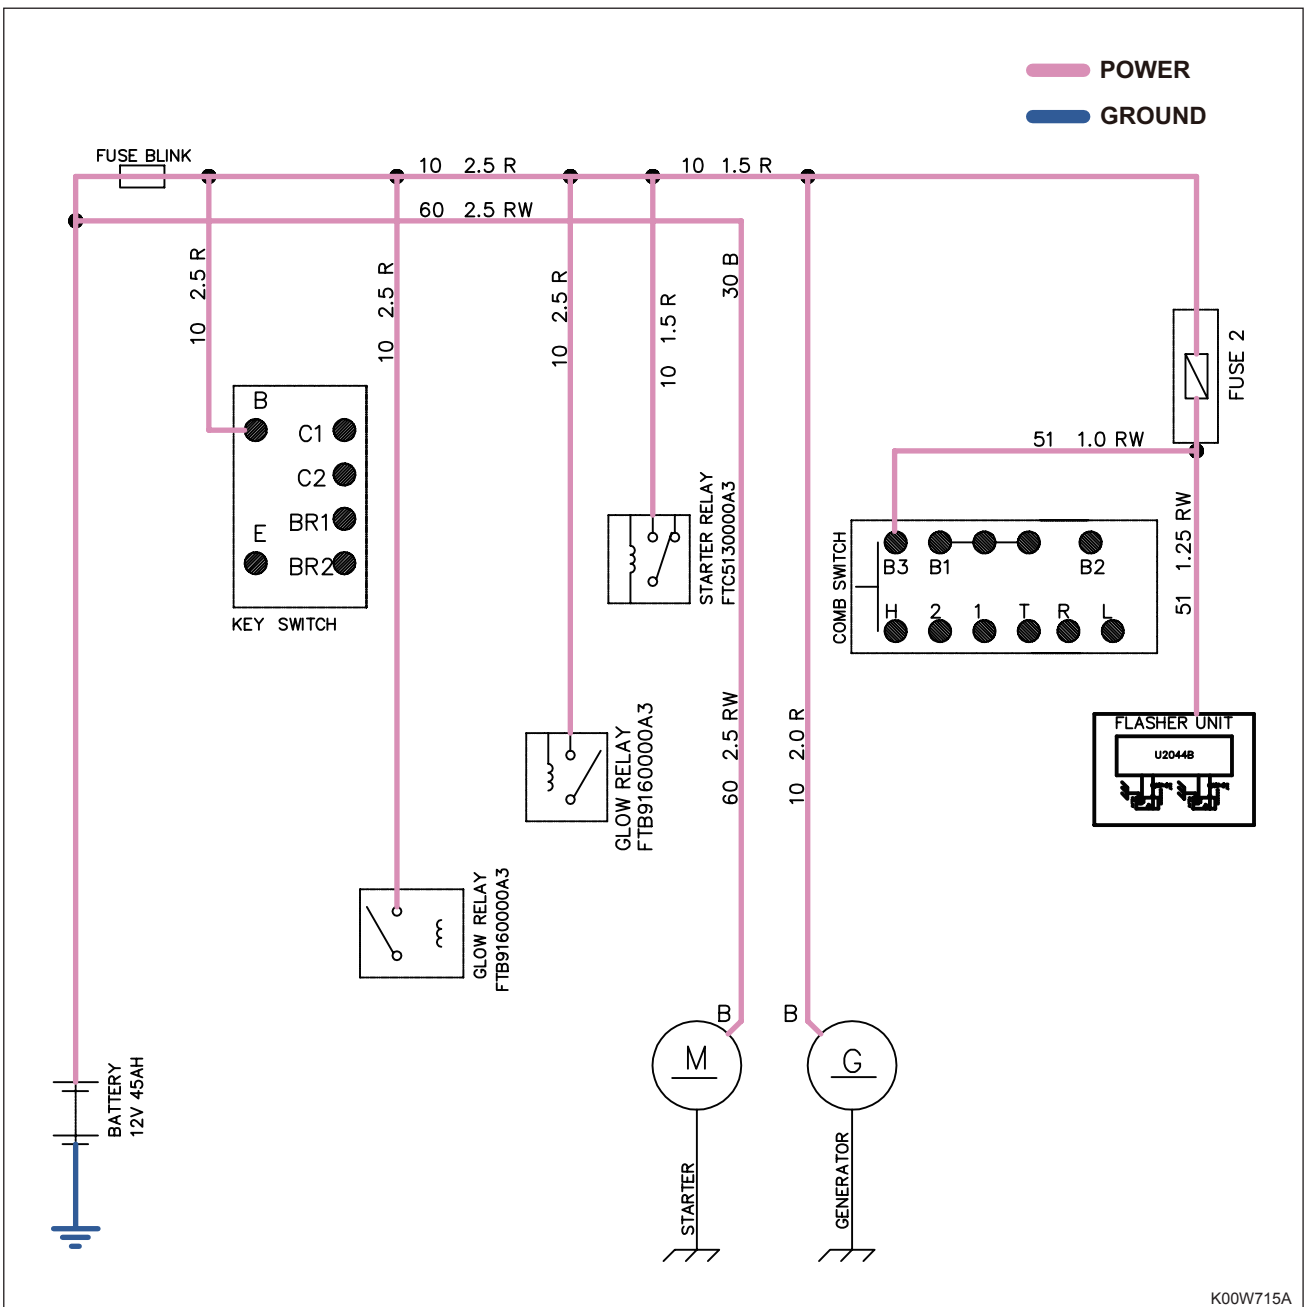 POWER
GROUND
FUSE BLINK
10 2.5 R
10 1.5 R
60 2.5 RW
10 2.5 R
10 2.5 R
10 2.5 R
10 1.5 R
30 B
FUSE 2
51 1.0 RW
B
C1
C2
BR1
E
BR2
KEY SWITCH
STARTER RELAY
FTC5130000A3
COMB SWITCH
B3 B1 B2
H 2 1 T R L
51 1.25 RW
FLASHER UNIT
U2044B
GLOW RELAY
FTB9160000A3
60 2.5 RW
10 2.0 R
GLOW RELAY
FTB9160000A3
B
B
M
G
BATTERY
12V 45AH
STARTER
GENERATOR
K00W715A